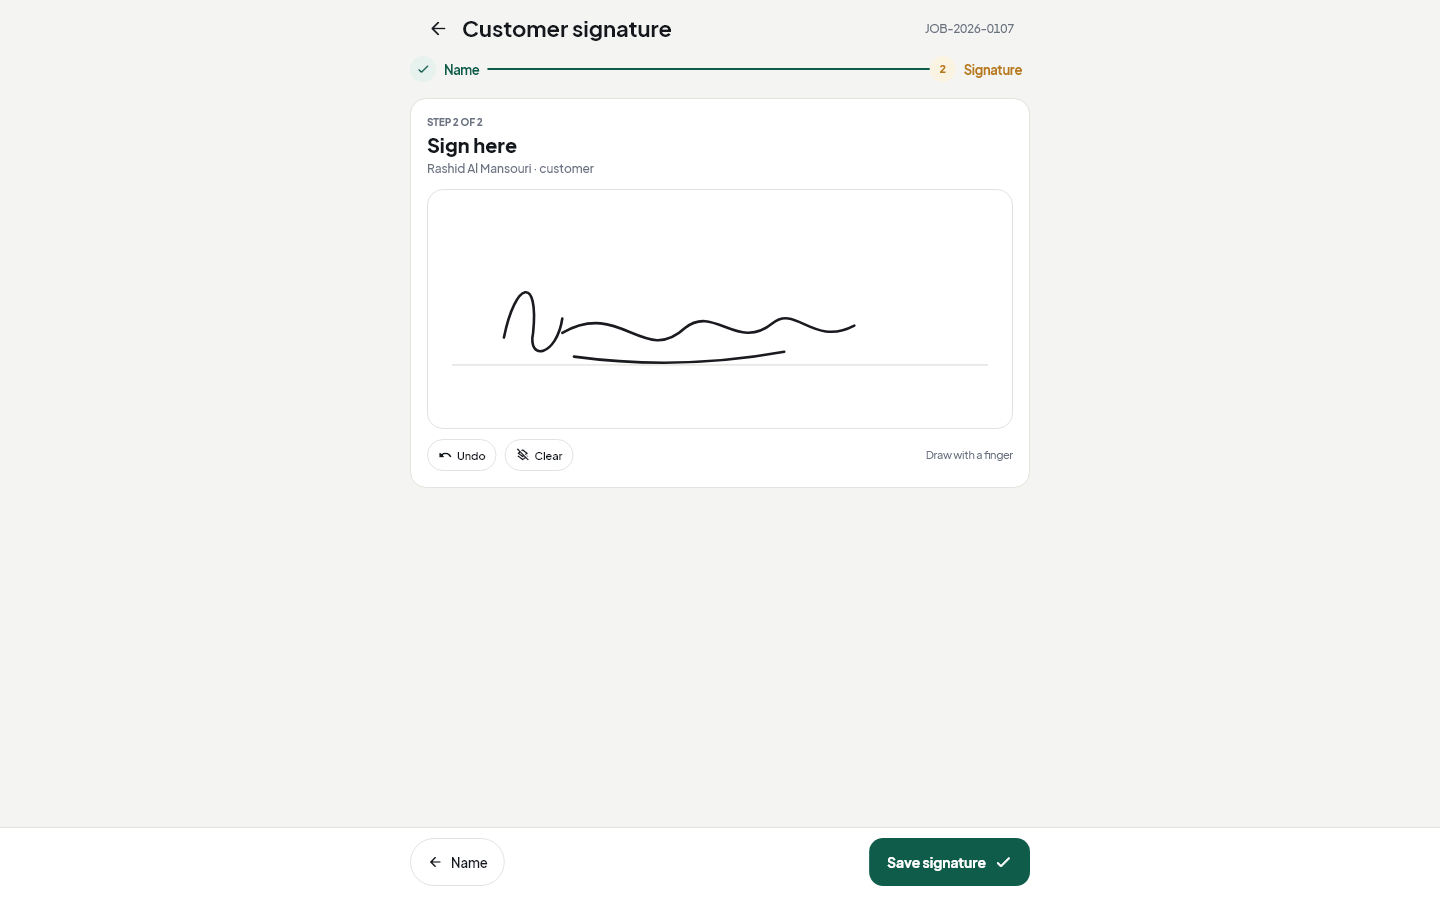 Customer signature
JOB-2026-0107
Name
2
Signature
STEP 2 OF 2
Sign here
Rashid Al Mansouri · customer
Undo
Clear
Draw with a finger
Name
Save signature